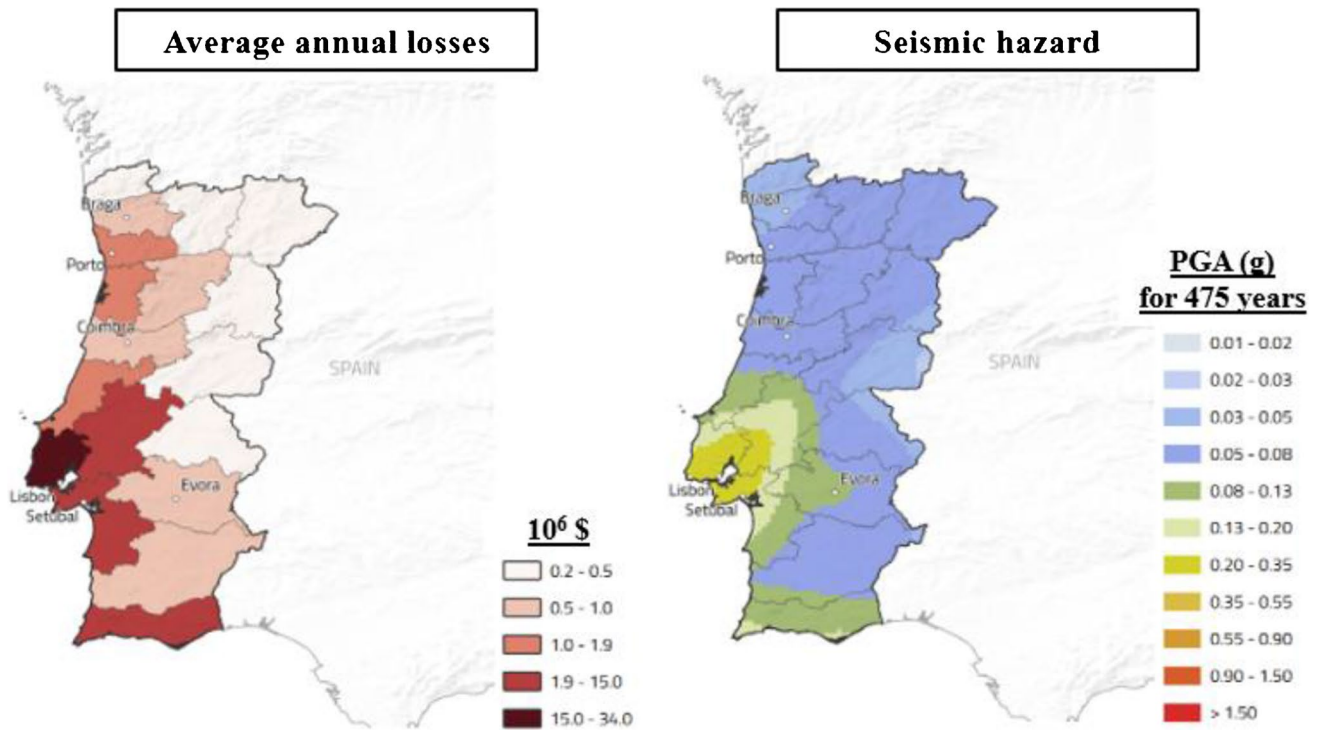 Average annual losses
Braga
Porto
Coimbra
SPAIN
Lisbon
Setubal
Evora
10⁶ $
0.2 - 0.5
0.5 - 1.0
1.0 - 1.9
1.9 - 15.0
15.0 - 34.0
Seismic hazard
Braga
Porto
Coimbra
SPAIN
Lisbon
Setubal
Evora
PGA (g)
for 475 years
0.01 - 0.02
0.02 - 0.03
0.03 - 0.05
0.05 - 0.08
0.08 - 0.13
0.13 - 0.20
0.20 - 0.35
0.35 - 0.55
0.55 - 0.90
0.90 - 1.50
> 1.50